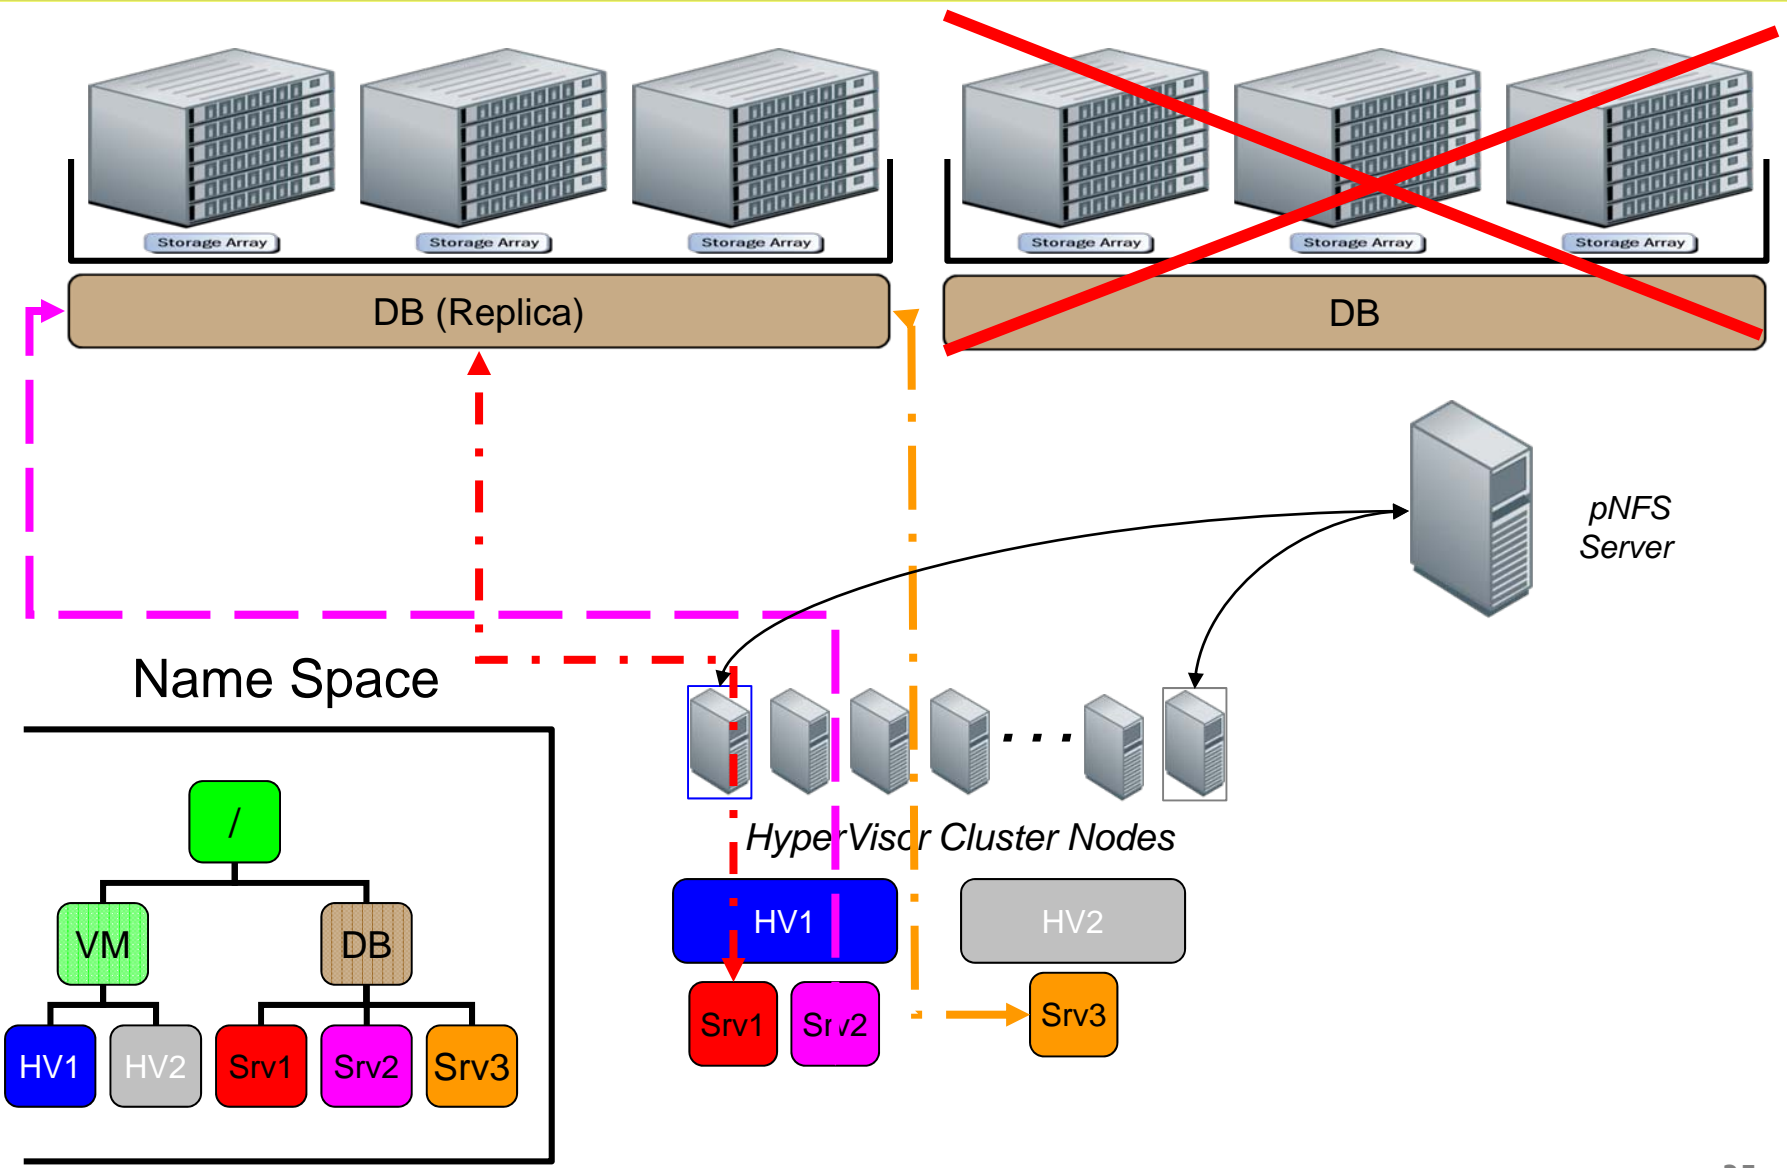 Storage Array
Storage Array
Storage Array
Storage Array
Storage Array
Storage Array
DB (Replica)
DB
pNFS
Server
Name Space
. . .
HyperVisor Cluster Nodes
/
VM
DB
HV1
HV2
Srv1
Srv2
Srv3
HV1
HV2
Srv1
Srv2
Srv3